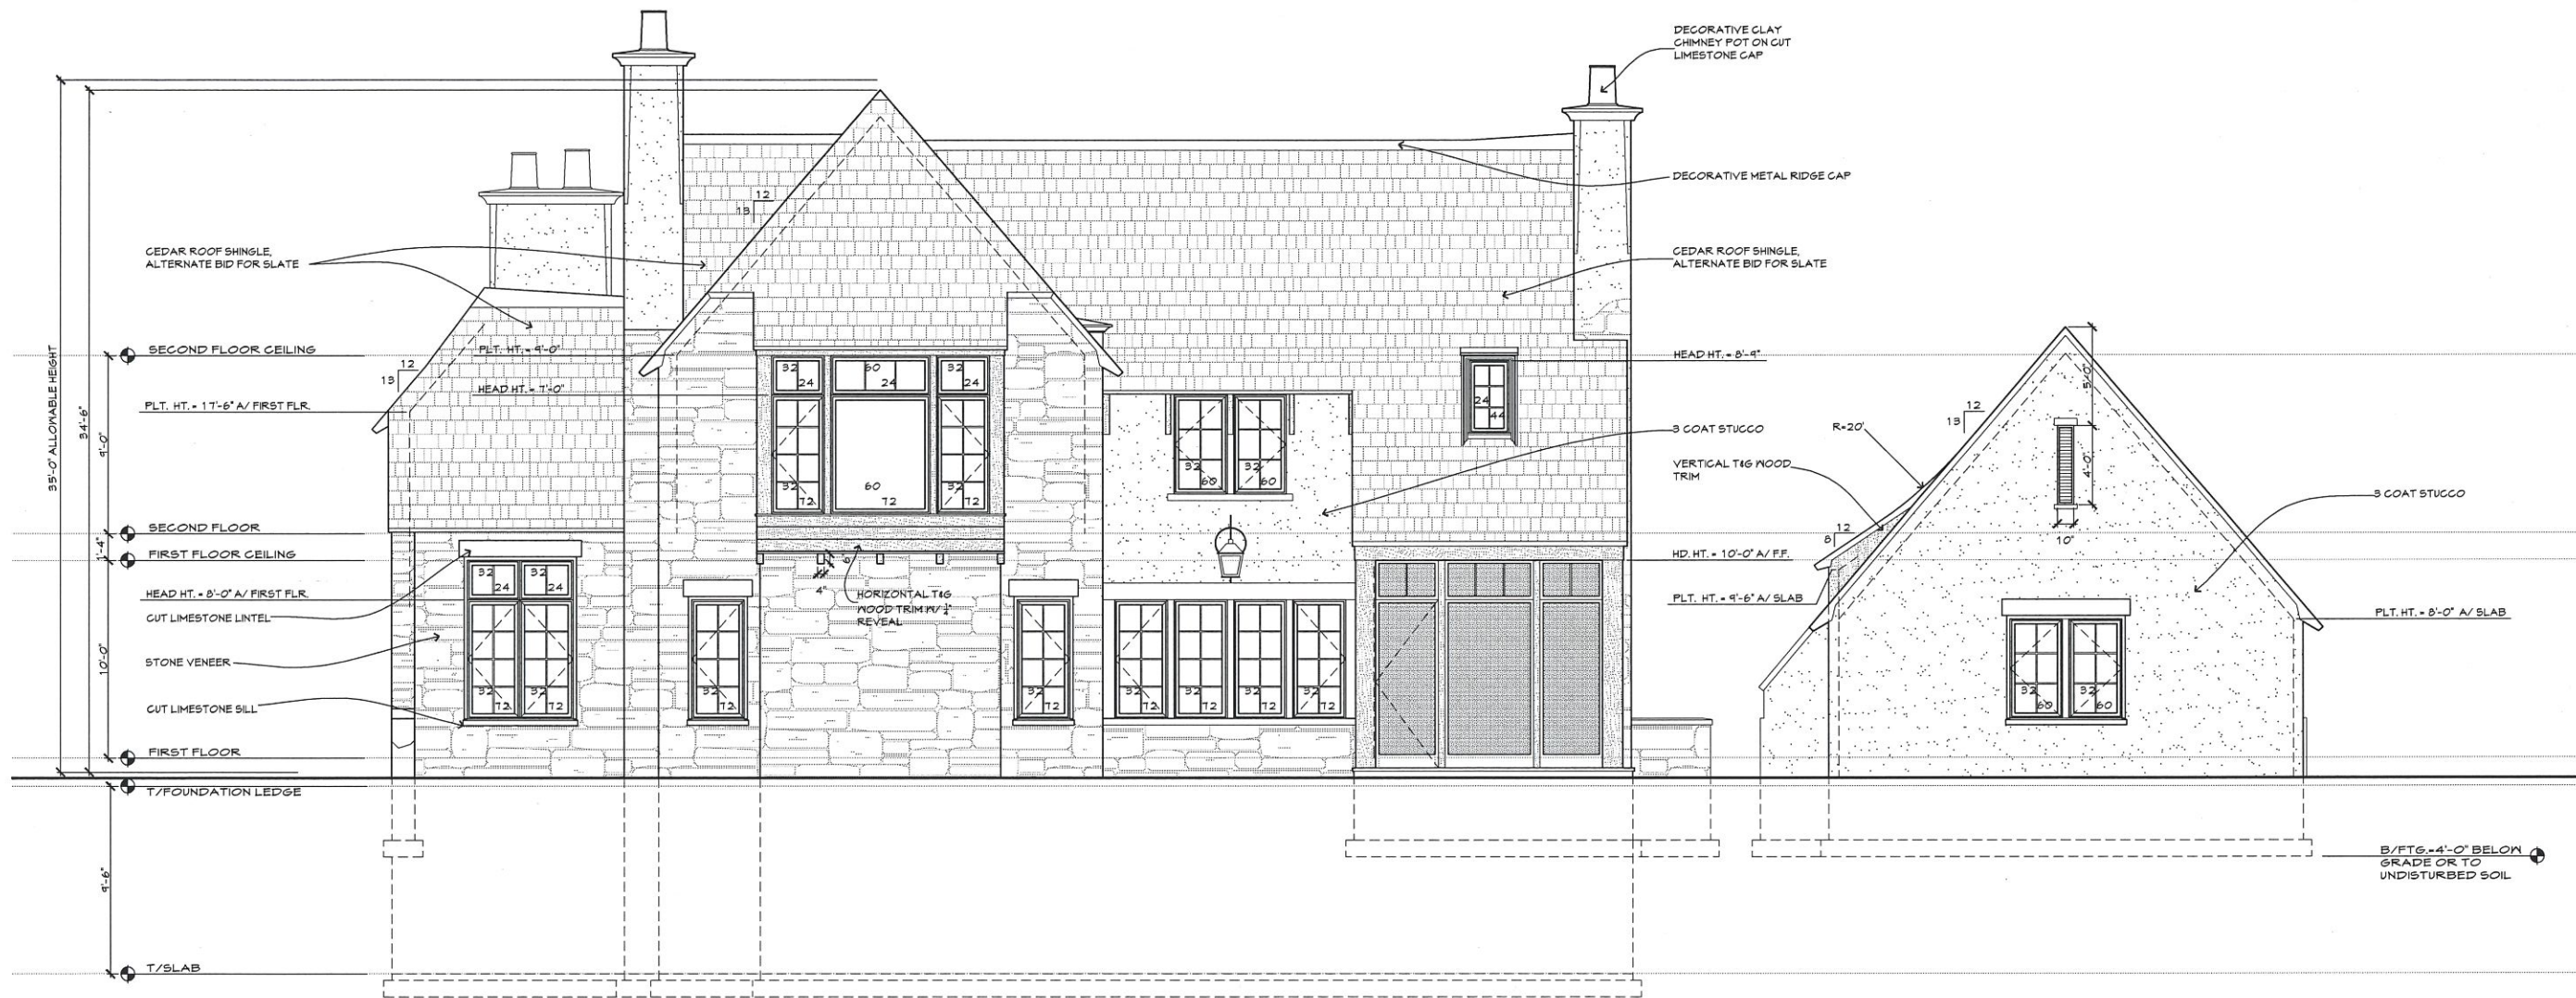 DECORATIVE CLAY
CHIMNEY POT ON CUT
LIMESTONE CAP
DECORATIVE METAL RIDGE CAP
CEDAR ROOF SHINGLE,
ALTERNATE BID FOR SLATE
CEDAR ROOF SHINGLE,
ALTERNATE BID FOR SLATE
12
13
35'-0" ALLOWABLE HEIGHT
34'-6"
9'-0"
1'-4"
10'-0"
9'-6"
SECOND FLOOR CEILING
12
13
PLT. HT. = 17'-6" A/ FIRST FLR.
SECOND FLOOR
FIRST FLOOR CEILING
HEAD HT. = 8'-0" A/ FIRST FLR.
CUT LIMESTONE LINTEL
STONE VENEER
CUT LIMESTONE SILL
FIRST FLOOR
T/FOUNDATION LEDGE
T/SLAB
PLT. HT. = 9'-0"
HEAD HT. = 7'-0"
32 60 32
24 24 24
32 60 32
72 72 72
32 32
24 24
32 32
72 72
32
72
4"
8"
HORIZONTAL T&G
WOOD TRIM W/ 1/4"
REVEAL
32
72
32 32
60 60
32 32 32 32
72 72 72 72
24
44
HEAD HT. = 8'-9"
3 COAT STUCCO
VERTICAL T&G WOOD
TRIM
R=20'
12
13
12
8
HD. HT. = 10'-0" A/ F.F.
PLT. HT. = 9'-6" A/ SLAB
5'-0"
4'-0"
10"
3 COAT STUCCO
32 32
60 60
PLT. HT. = 8'-0" A/ SLAB
B/FTG.=4'-0" BELOW
GRADE OR TO
UNDISTURBED SOIL